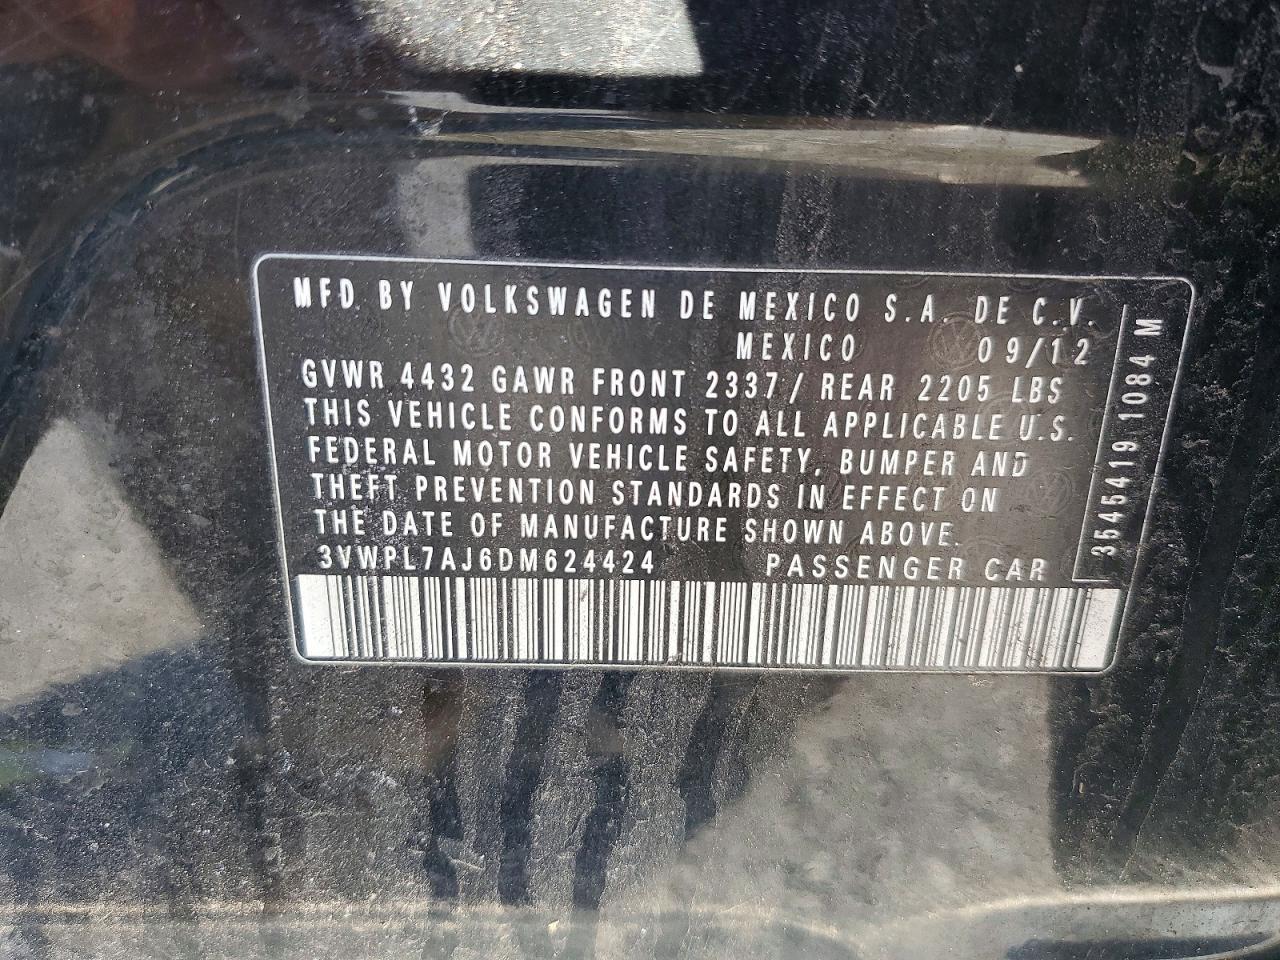 MFD. BY VOLKSWAGEN DE MEXICO S.A. DE C.V.
MEXICO 09/12
GVWR 4432 GAWR FRONT 2337/ REAR 2205 LBS
THIS VEHICLE CONFORMS TO ALL APPLICABLE U.S.
FEDERAL MOTOR VEHICLE SAFETY, BUMPER AND
THEFT PREVENTION STANDARDS IN EFFECT ON
THE DATE OF MANUFACTURE SHOWN ABOVE.
3VWPL7AJ6DM624424 PASSENGER CAR
3545419 1084 M